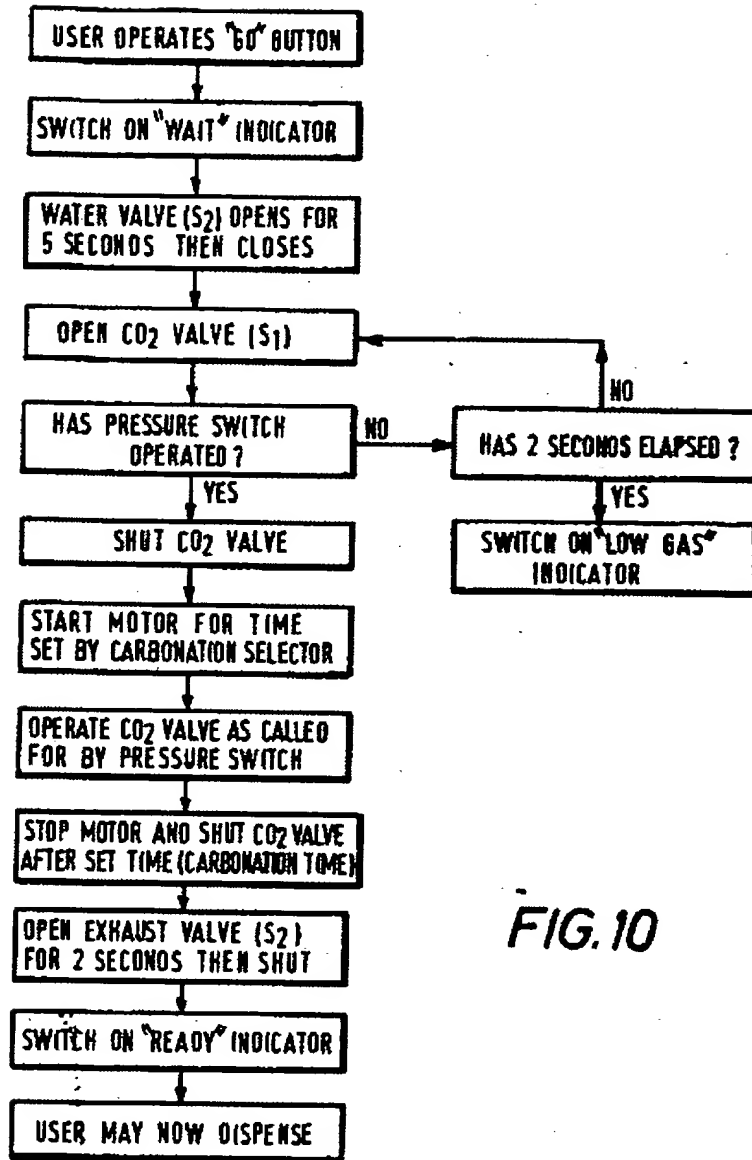 USER OPERATES "GO" BUTTON
SWITCH ON "WAIT" INDICATOR
WATER VALVE (S2) OPENS FOR
5 SECONDS THEN CLOSES
OPEN CO2 VALVE (S1)
HAS PRESSURE SWITCH
OPERATED ?
NO
HAS 2 SECONDS ELAPSED ?
NO
YES
SWITCH ON "LOW GAS"
INDICATOR
YES
SHUT CO2 VALVE
START MOTOR FOR TIME
SET BY CARBONATION SELECTOR
OPERATE CO2 VALVE AS CALLED
FOR BY PRESSURE SWITCH
STOP MOTOR AND SHUT CO2 VALVE
AFTER SET TIME (CARBONATION TIME)
OPEN EXHAUST VALVE (S2)
FOR 2 SECONDS THEN SHUT
SWITCH ON "READY" INDICATOR
USER MAY NOW DISPENSE
FIG. 10